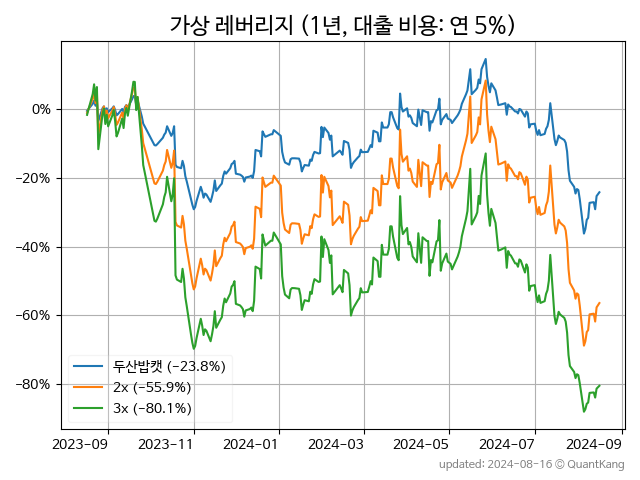 가상 레버리지 (1년, 대출 비용: 연 5%)
0%
−20%
−40%
−60%
−80%
두산밥캣 (−23.8%)
2x (−55.9%)
3x (−80.1%)
2023-09
2023-11
2024-01
2024-03
2024-05
2024-07
2024-09
updated: 2024-08-16 © QuantKang